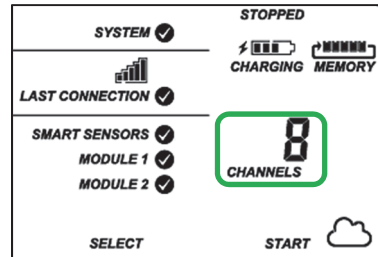 STOPPED
SYSTEM
CHARGING MEMORY
LAST CONNECTION
SMART SENSORS
8
MODULE 1
CHANNELS
MODULE 2
SELECT
START